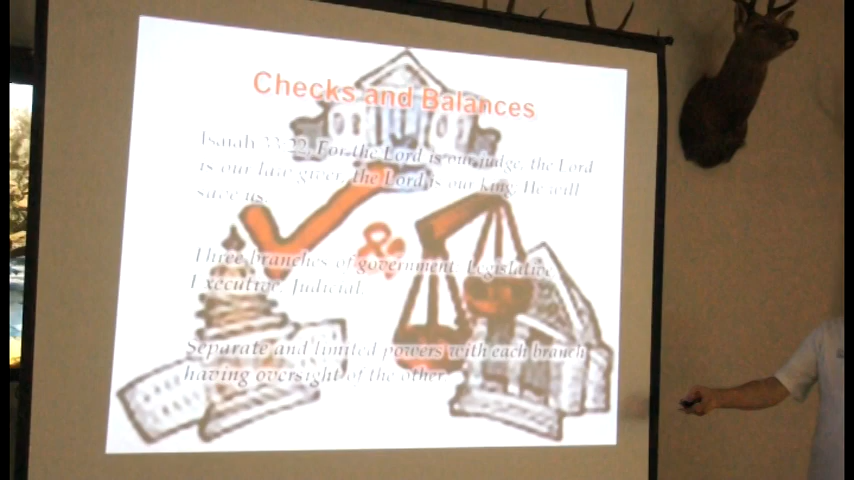 Checks and Balances
Isaiah 33:22, For the Lord is our judge, the Lord
is our law giver, the Lord is our king, He will
save us.
&
Three branches of government. Legislative
Executive. Judicial.
Separate and limited powers with each branch
having oversight of the other